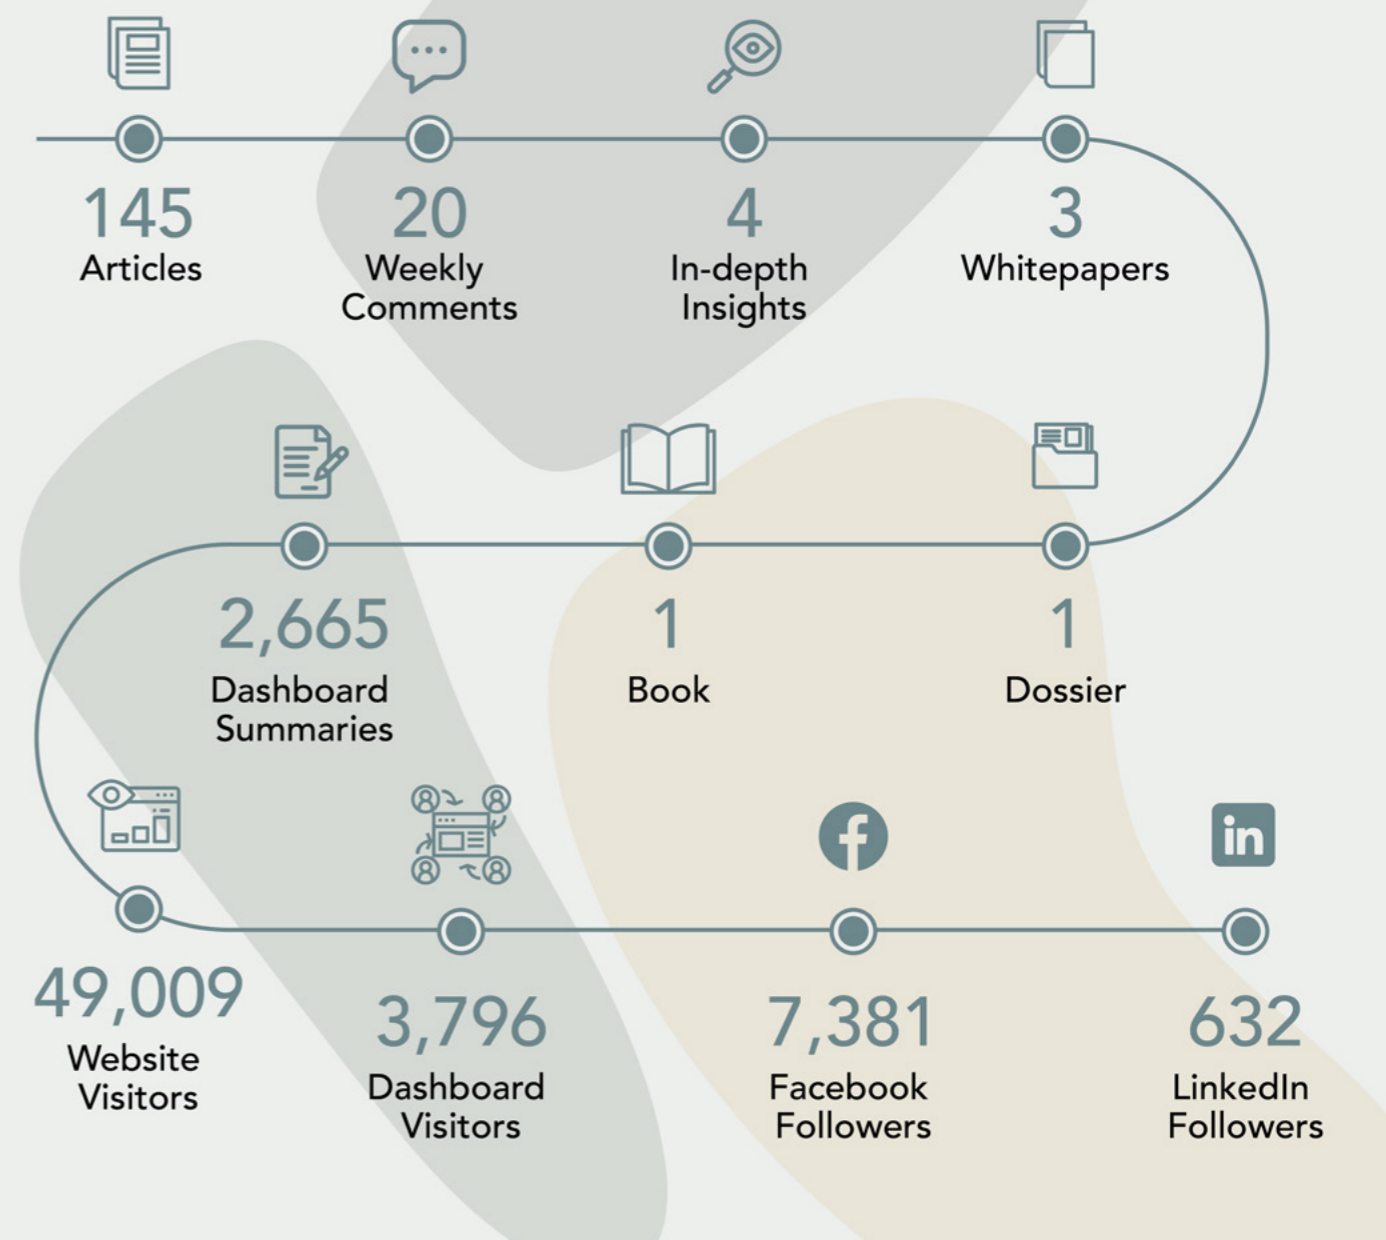 145
Articles
20
Weekly
Comments
4
In-depth
Insights
3
Whitepapers
2,665
Dashboard
Summaries
1
Book
1
Dossier
49,009
Website
Visitors
3,796
Dashboard
Visitors
7,381
Facebook
Followers
632
LinkedIn
Followers